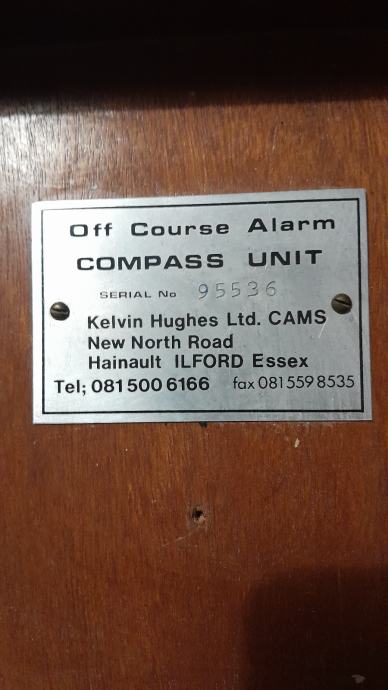 Off Course Alarm
COMPASS UNIT
SERIAL No 95536
Kelvin Hughes Ltd. CAMS
New North Road
Hainault ILFORD Essex
Tel; 081 500 6166 fax 081 559 8535